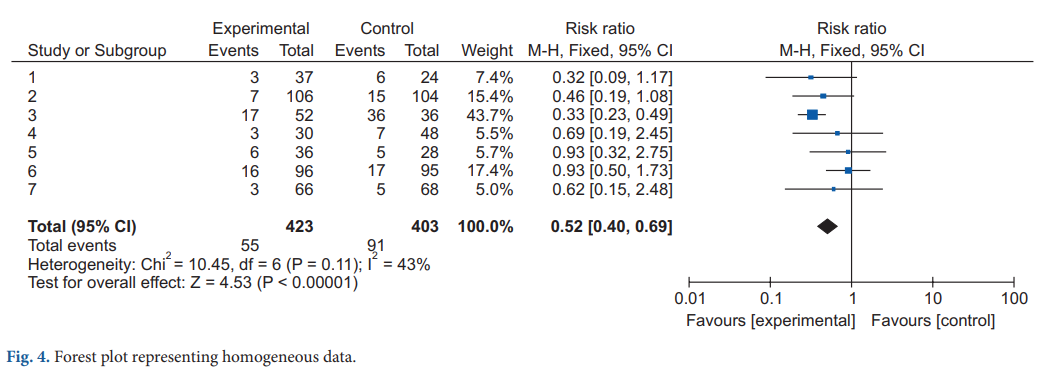 Experimental Control Risk ratio Risk ratio
Study or Subgroup Events Total Events Total Weight M-H, Fixed, 95% CI M-H, Fixed, 95% CI
1 3 37 6 24 7.4% 0.32 [0.09, 1.17]
2 7 106 15 104 15.4% 0.46 [0.19, 1.08]
3 17 52 36 36 43.7% 0.33 [0.23, 0.49]
4 3 30 7 48 5.5% 0.69 [0.19, 2.45]
5 6 36 5 28 5.7% 0.93 [0.32, 2.75]
6 16 96 17 95 17.4% 0.93 [0.50, 1.73]
7 3 66 5 68 5.0% 0.62 [0.15, 2.48]
Total (95% CI) 423 403 100.0% 0.52 [0.40, 0.69]
Total events 55 91
Heterogeneity: Chi² = 10.45, df = 6 (P = 0.11); I² = 43%
Test for overall effect: Z = 4.53 (P < 0.00001)
0.01 0.1 1 10 100
Favours [experimental] Favours [control]
Fig. 4. Forest plot representing homogeneous data.